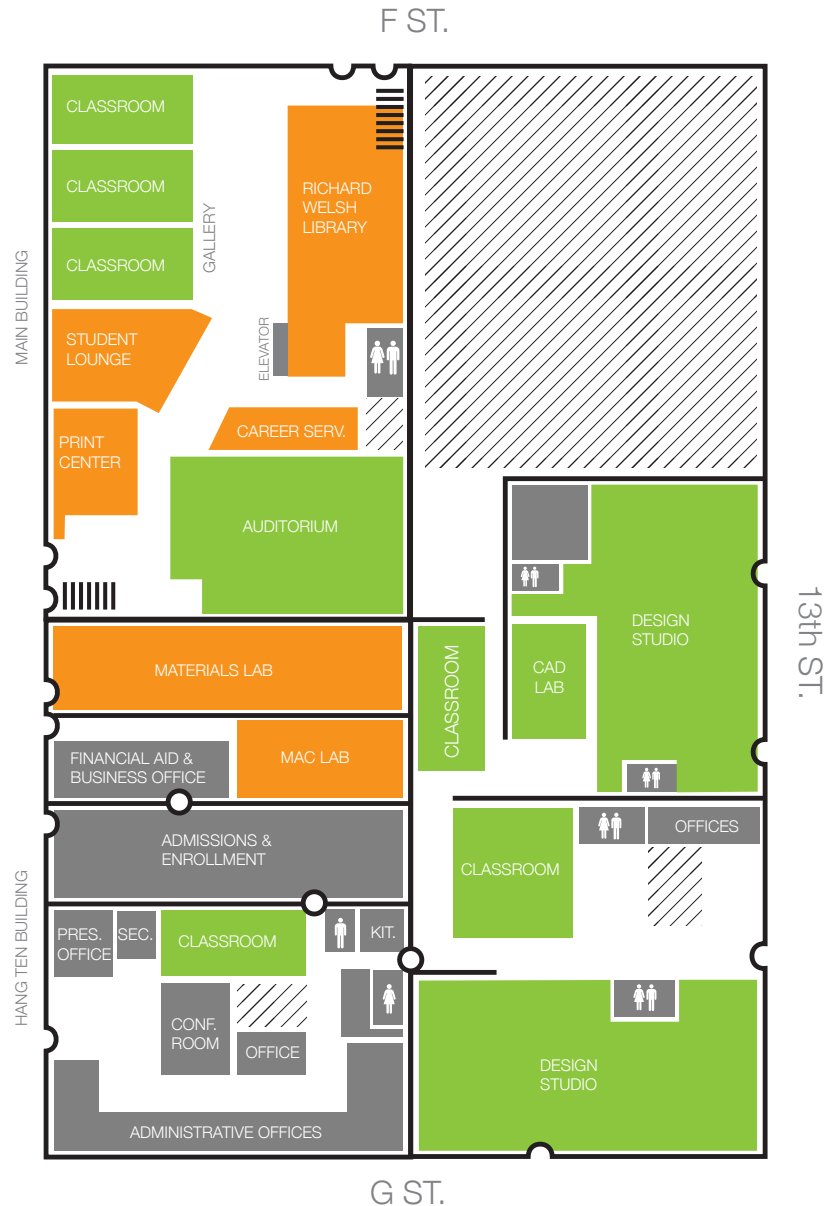 F ST.
CLASSROOM
CLASSROOM
CLASSROOM
GALLERY
RICHARD
WELSH
LIBRARY
MAIN BUILDING
STUDENT
LOUNGE
ELEVATOR
PRINT
CENTER
CAREER SERV.
AUDITORIUM
DESIGN
STUDIO
13th ST.
CAD
LAB
CLASSROOM
MATERIALS LAB
FINANCIAL AID &
BUSINESS OFFICE
MAC LAB
ADMISSIONS &
ENROLLMENT
OFFICES
CLASSROOM
HANG TEN BUILDING
PRES.
OFFICE
SEC.
CLASSROOM
KIT.
CONF.
ROOM
OFFICE
DESIGN
STUDIO
ADMINISTRATIVE OFFICES
G ST.